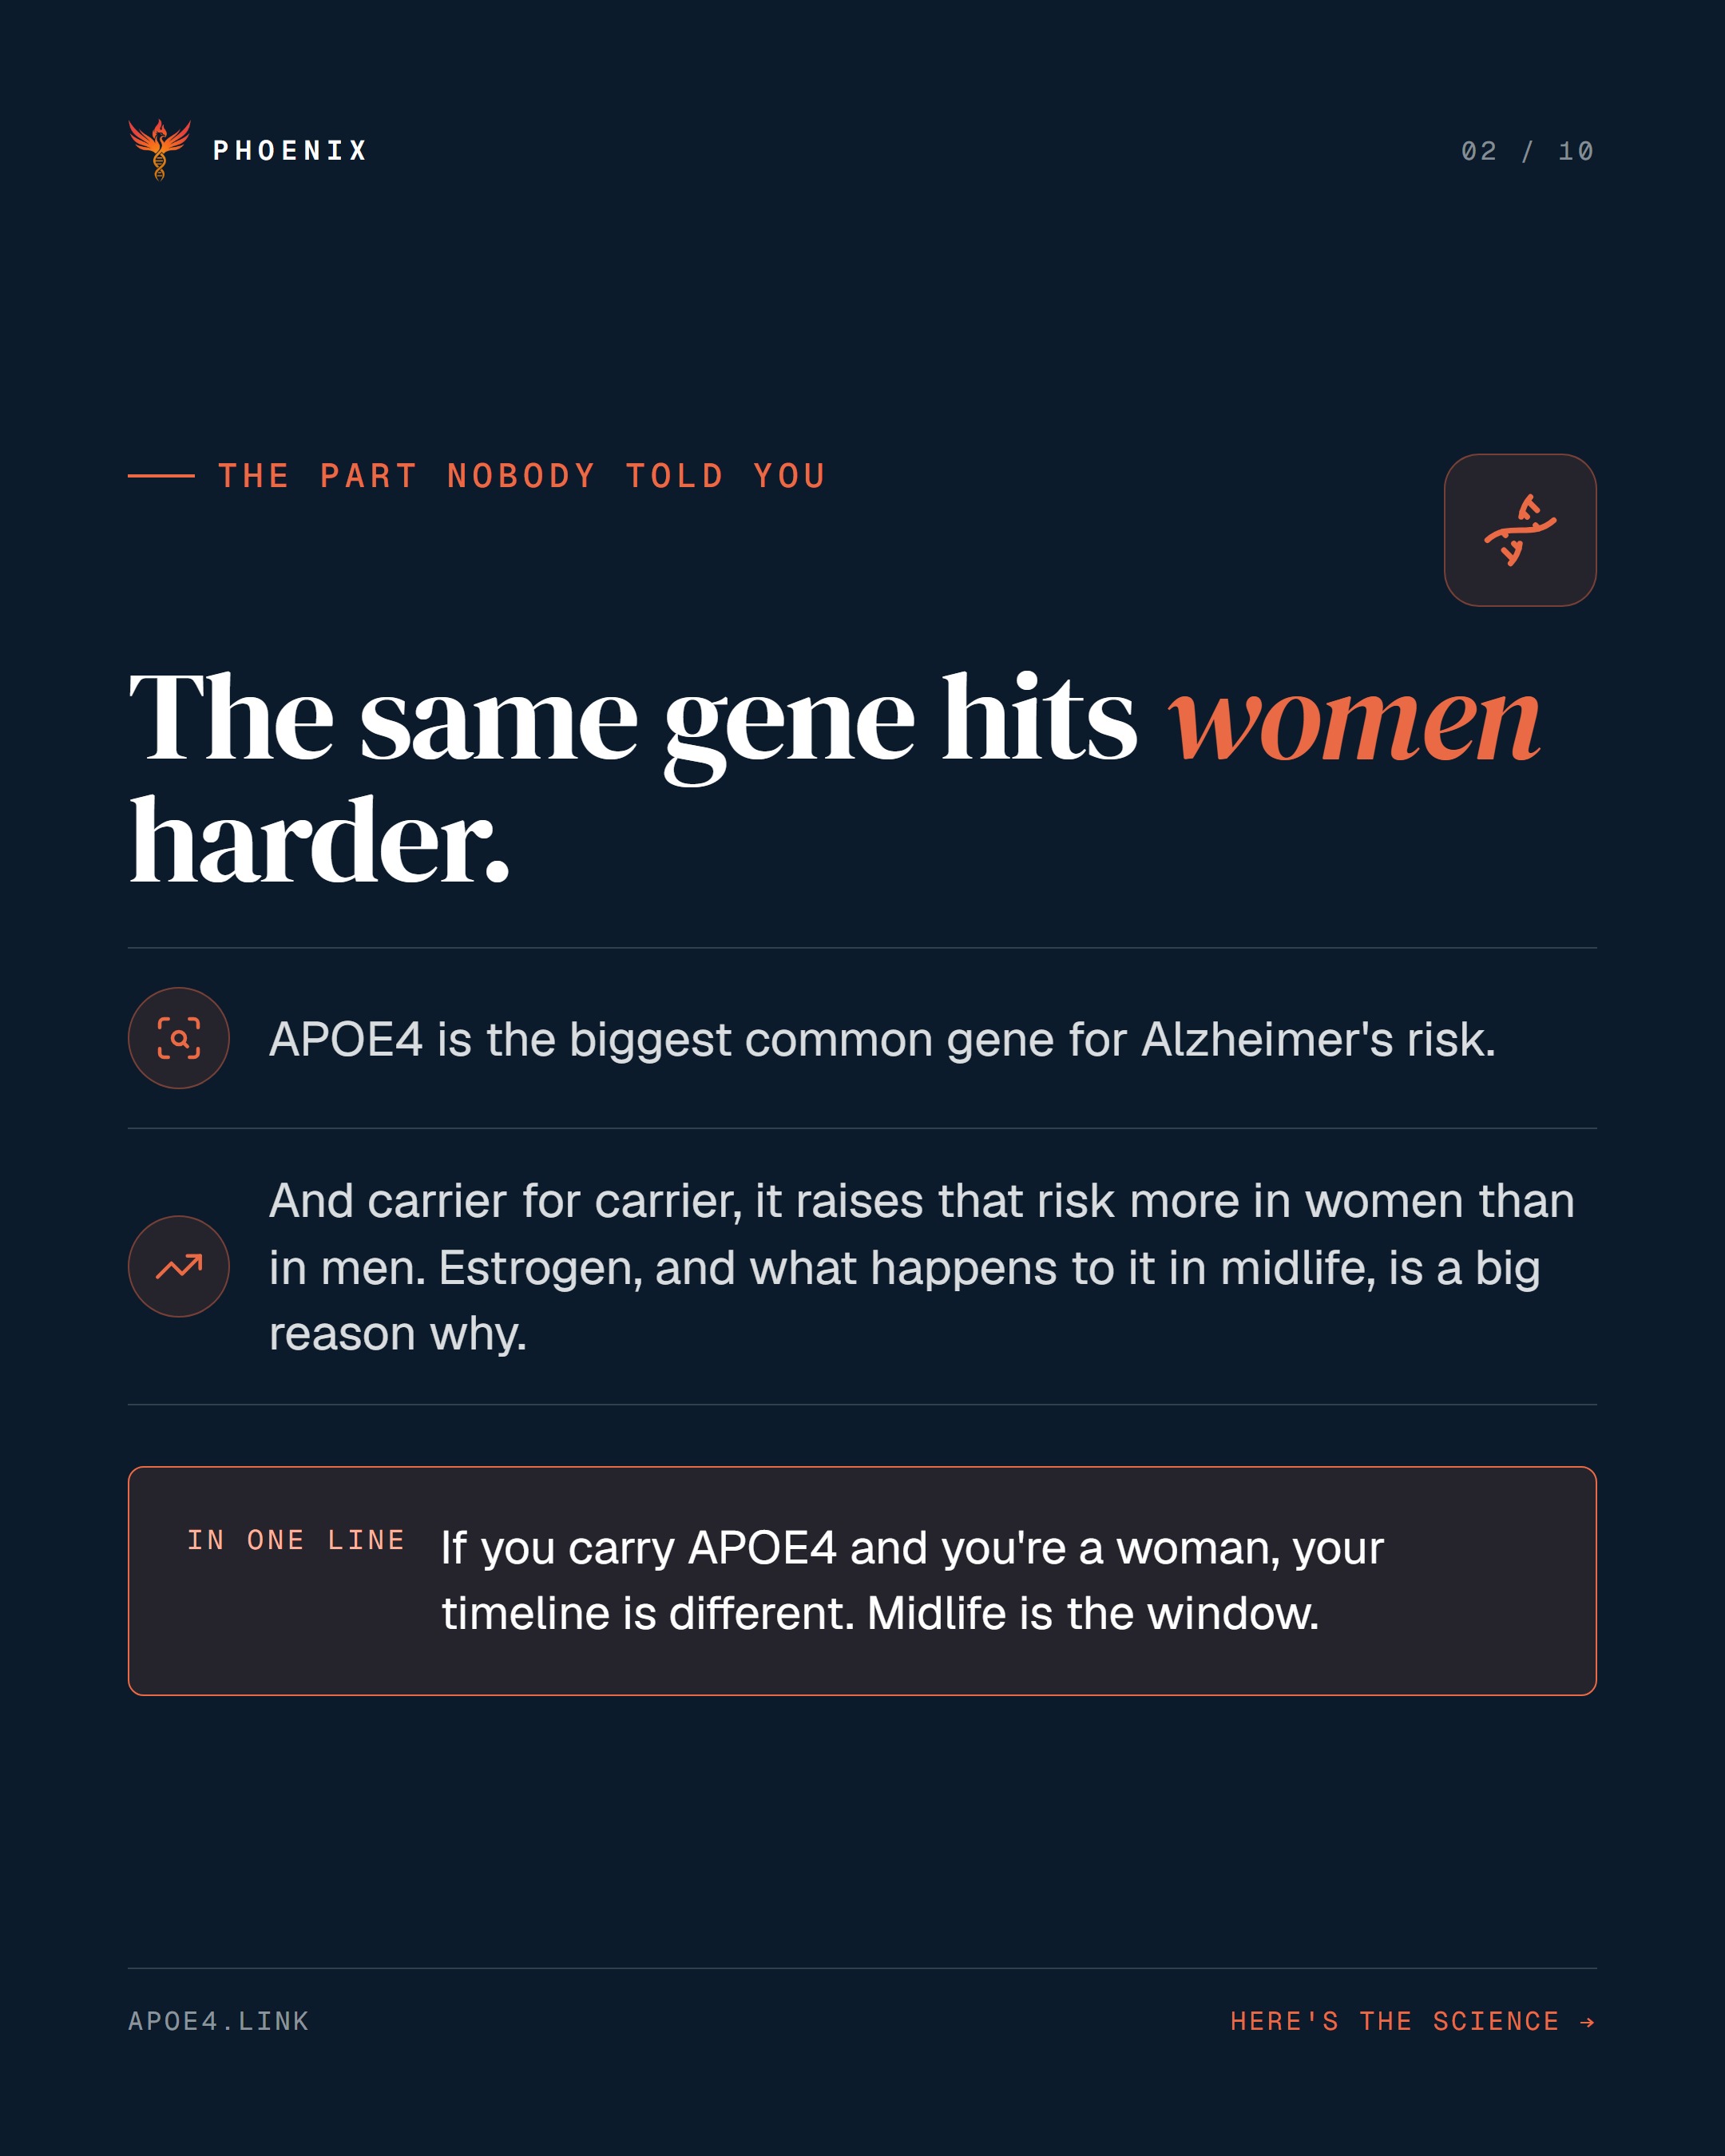 PHOENIX
02 / 10
THE PART NOBODY TOLD YOU
The same gene hits women
harder.
APOE4 is the biggest common gene for Alzheimer's risk.
And carrier for carrier, it raises that risk more in women than
in men. Estrogen, and what happens to it in midlife, is a big
reason why.
IN ONE LINE
If you carry APOE4 and you're a woman, your
timeline is different. Midlife is the window.
APOE4.LINK
HERE'S THE SCIENCE →